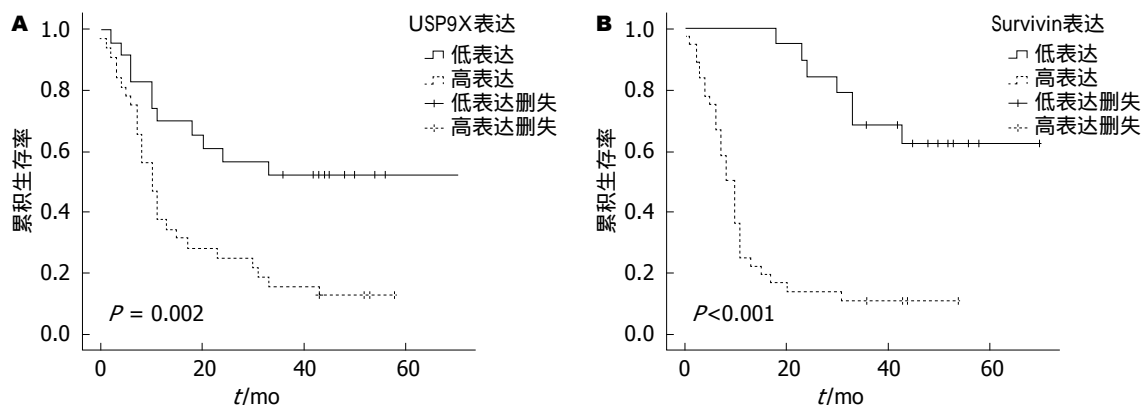 A
USP9X表达
低表达
高表达
低表达删失
高表达删失
累积生存率
1.0
0.8
0.6
0.4
0.2
0.0
P = 0.002
0 20 40 60
t/mo
B
Survivin表达
低表达
高表达
低表达删失
高表达删失
累积生存率
1.0
0.8
0.6
0.4
0.2
0.0
P<0.001
0 20 40 60
t/mo